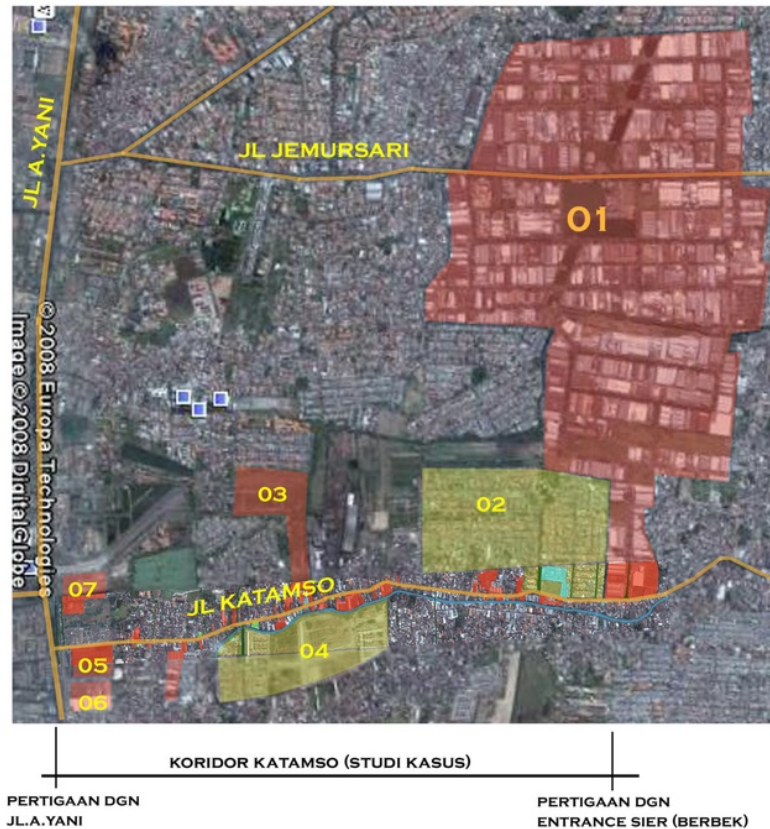 JL A.YANI
JL JEMURSARI
01
© 2008 Europa Technologies
Image © 2008 DigitalGlobe
03
02
07
JL KATAMSO
04
05
06
KORIDOR KATAMSO (STUDI KASUS)
PERTIGAAN DGN
JL.A.YANI
PERTIGAAN DGN
ENTRANCE SIER (BERBEK)